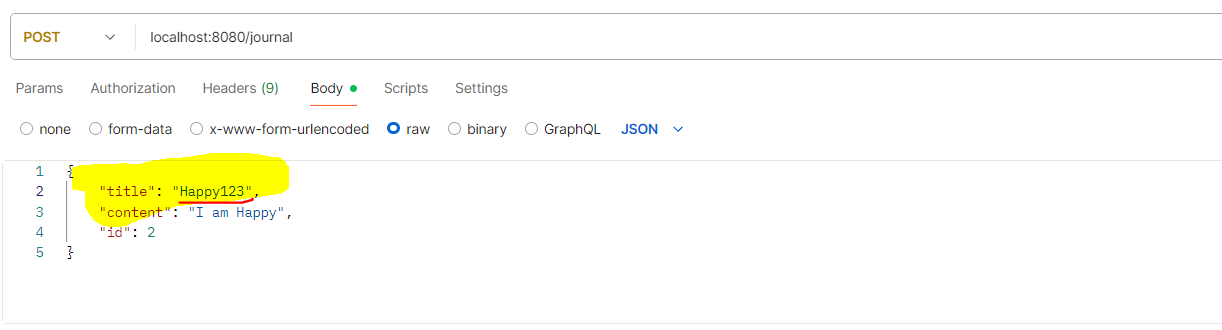 POST localhost:8080/journal
Params Authorization Headers (9) Body Scripts Settings
none form-data x-www-form-urlencoded raw binary GraphQL JSON
1 {
2 "title": "Happy123",
3 "content": "I am Happy",
4 "id": 2
5 }